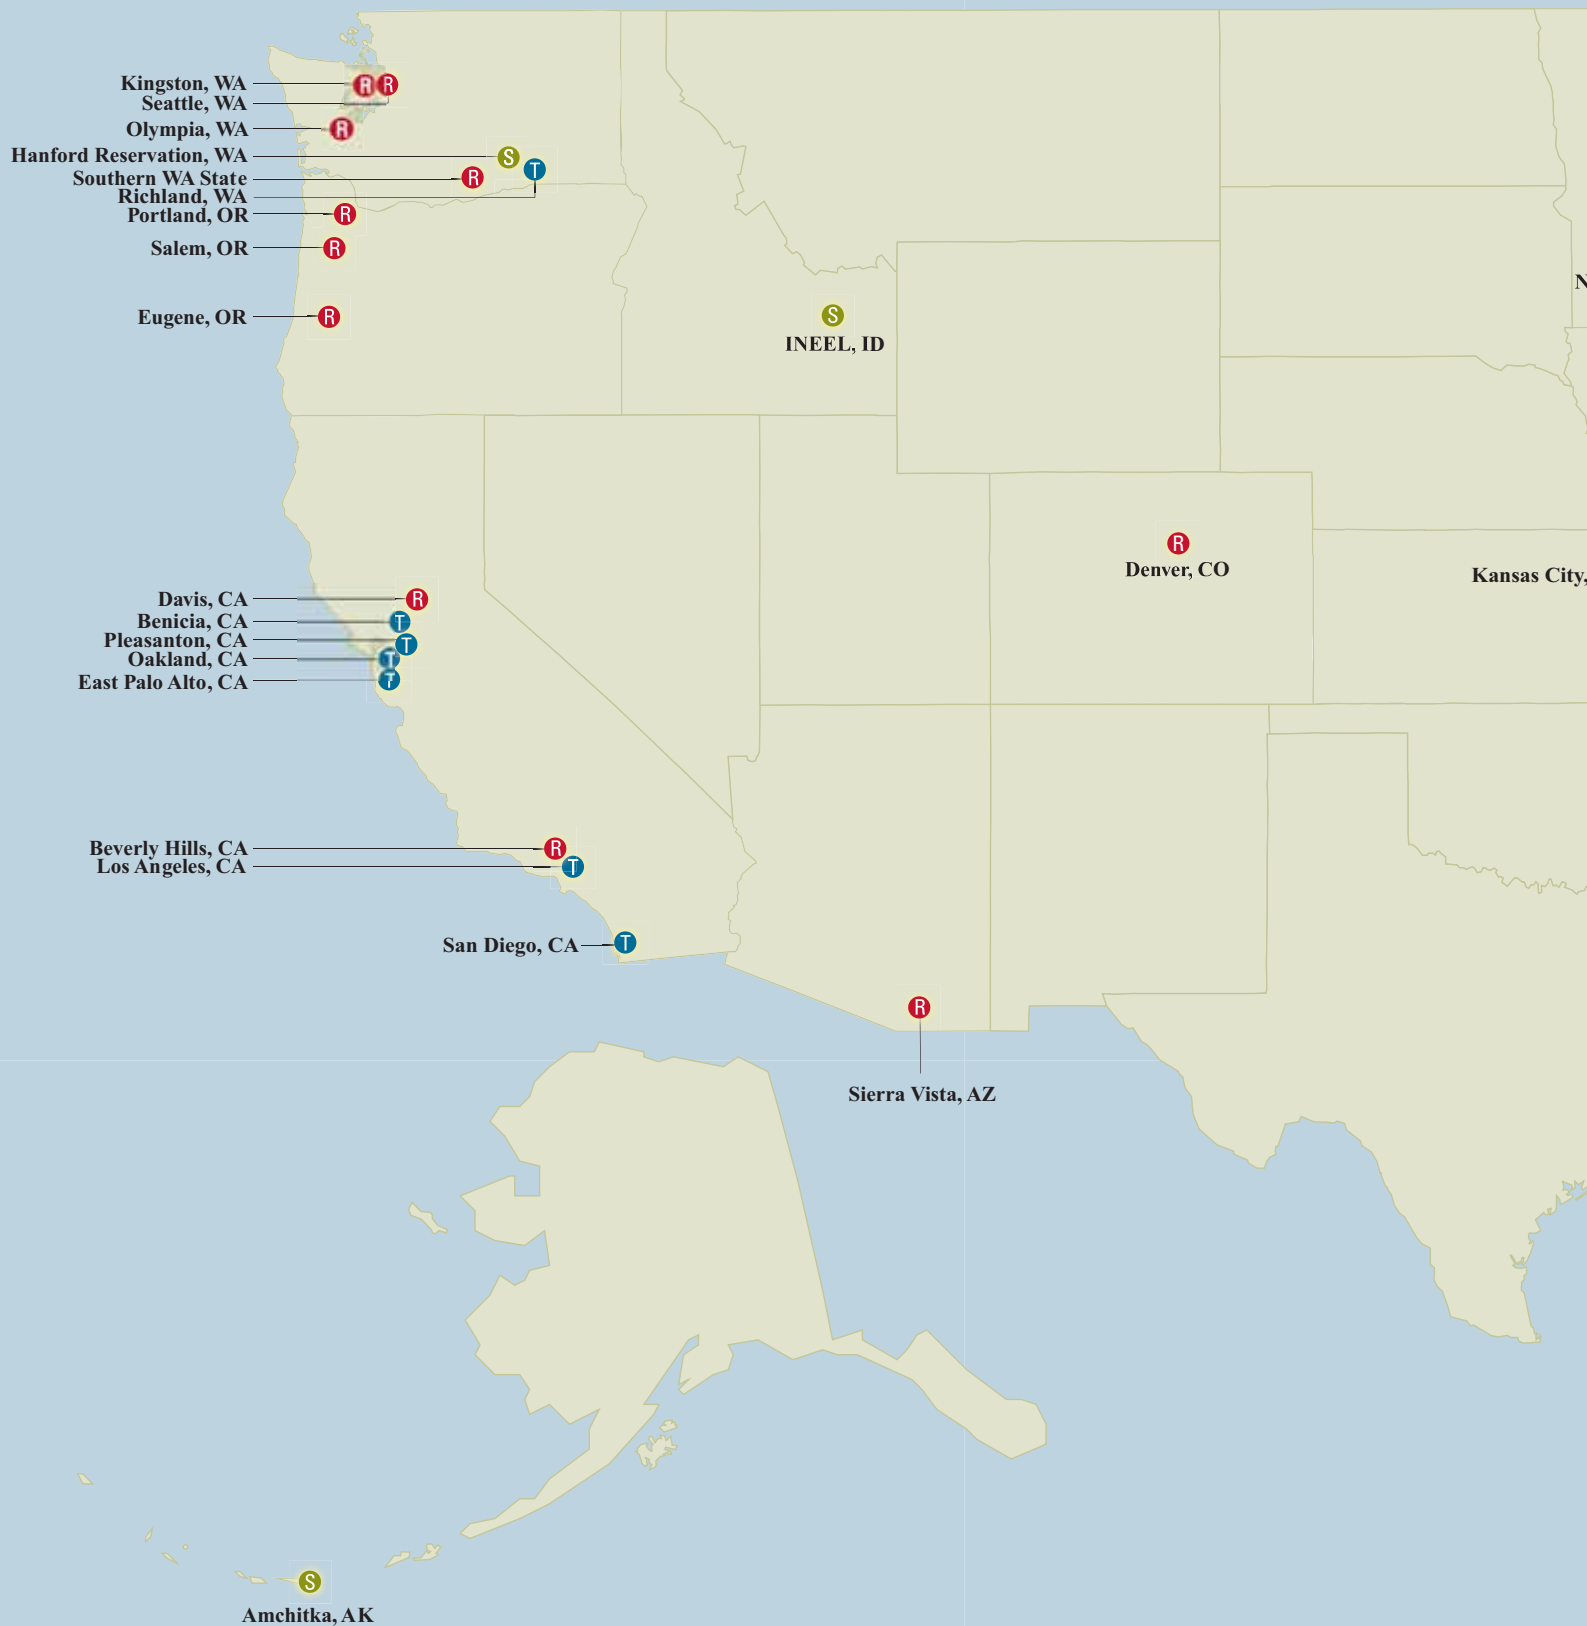 Kingston, WA R R
Seattle, WA
Olympia, WA R
Hanford Reservation, WA S
Southern WA State R T
Richland, WA
Portland, OR R
Salem, OR R
N
Eugene, OR R
S
INEEL, ID
R
Denver, CO
Kansas City,
Davis, CA R
Benicia, CA T
Pleasanton, CA T
Oakland, CA T
East Palo Alto, CA T
Beverly Hills, CA R
Los Angeles, CA T
San Diego, CA T
R
Sierra Vista, AZ
S
Amchitka, AK